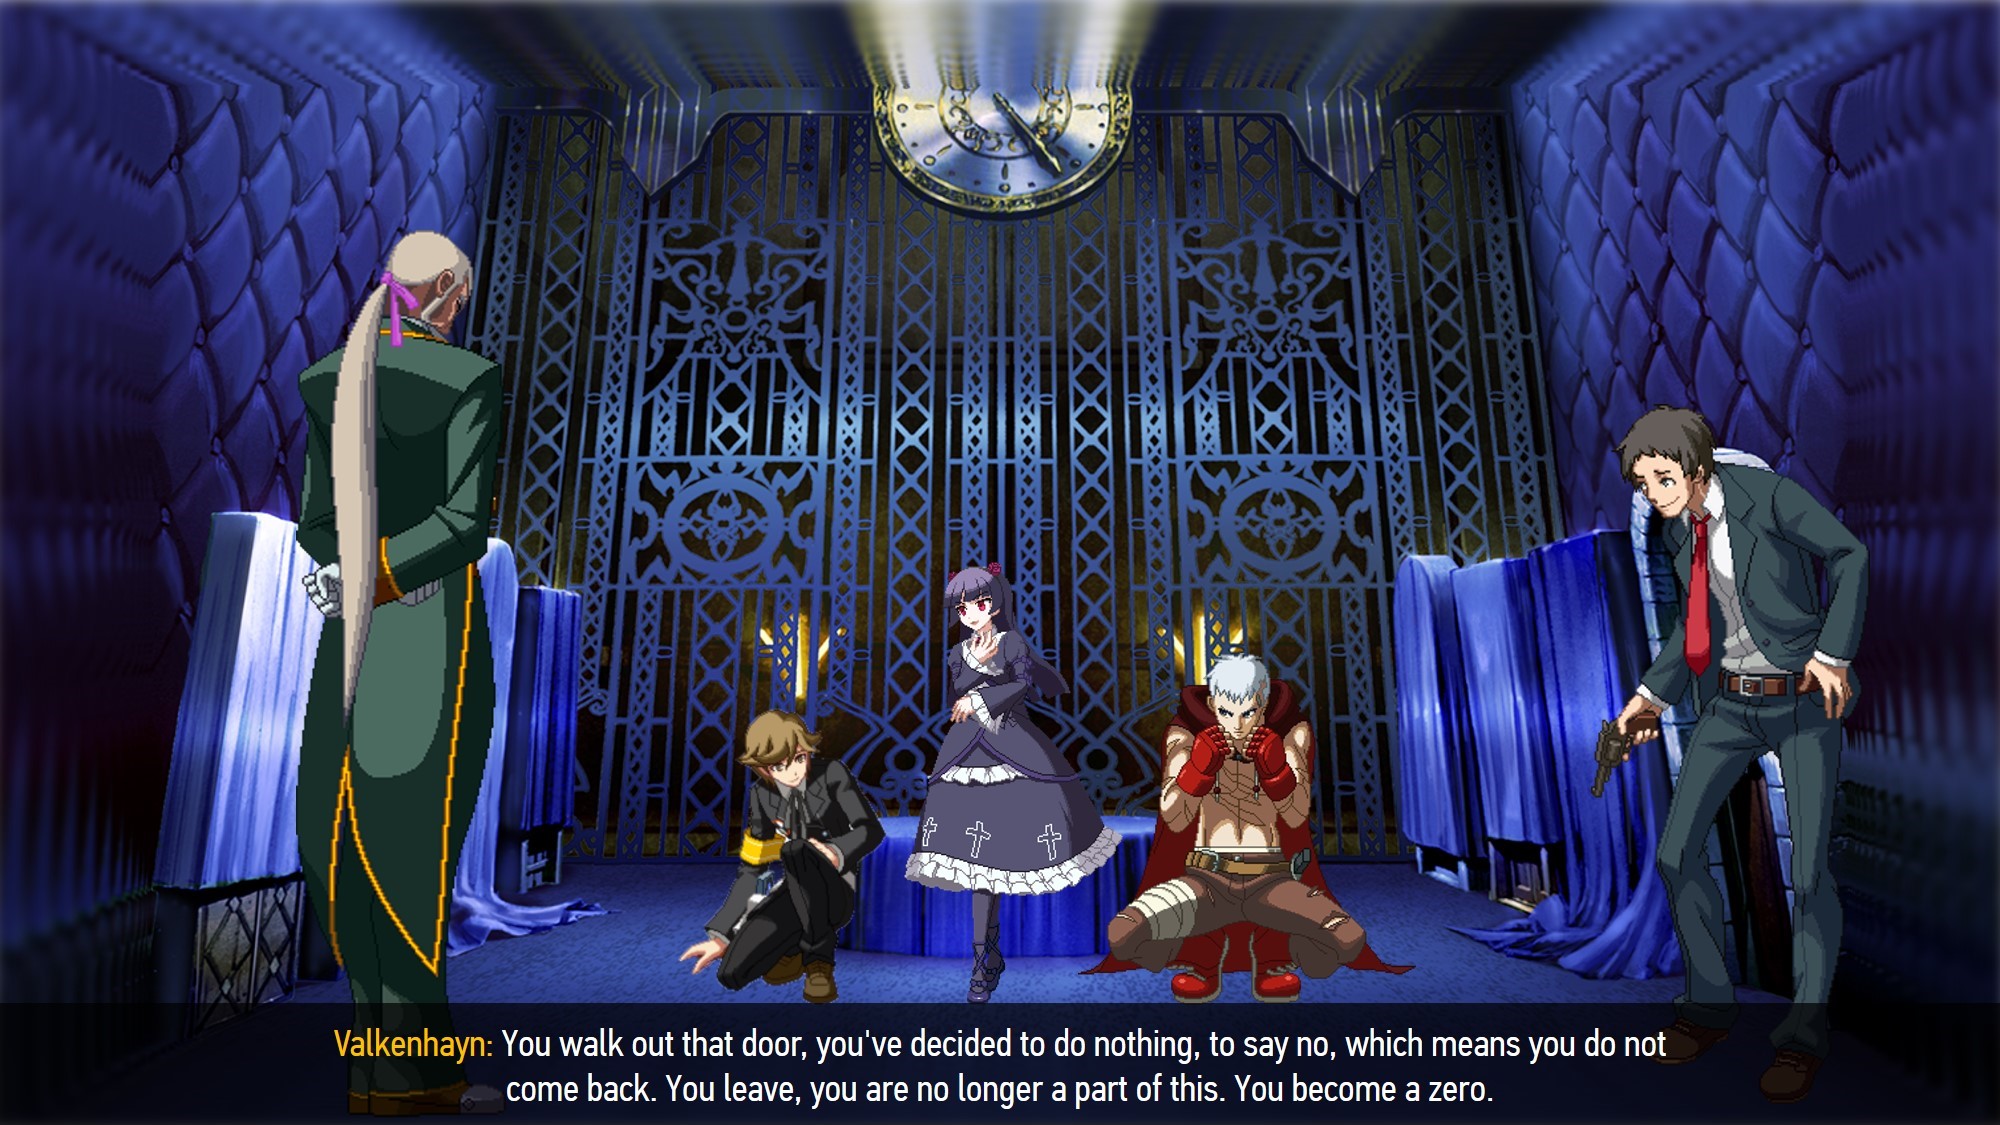 Valkenhayn: You walk out that door, you've decided to do nothing, to say no, which means you do not
come back. You leave, you are no longer a part of this. You become a zero.